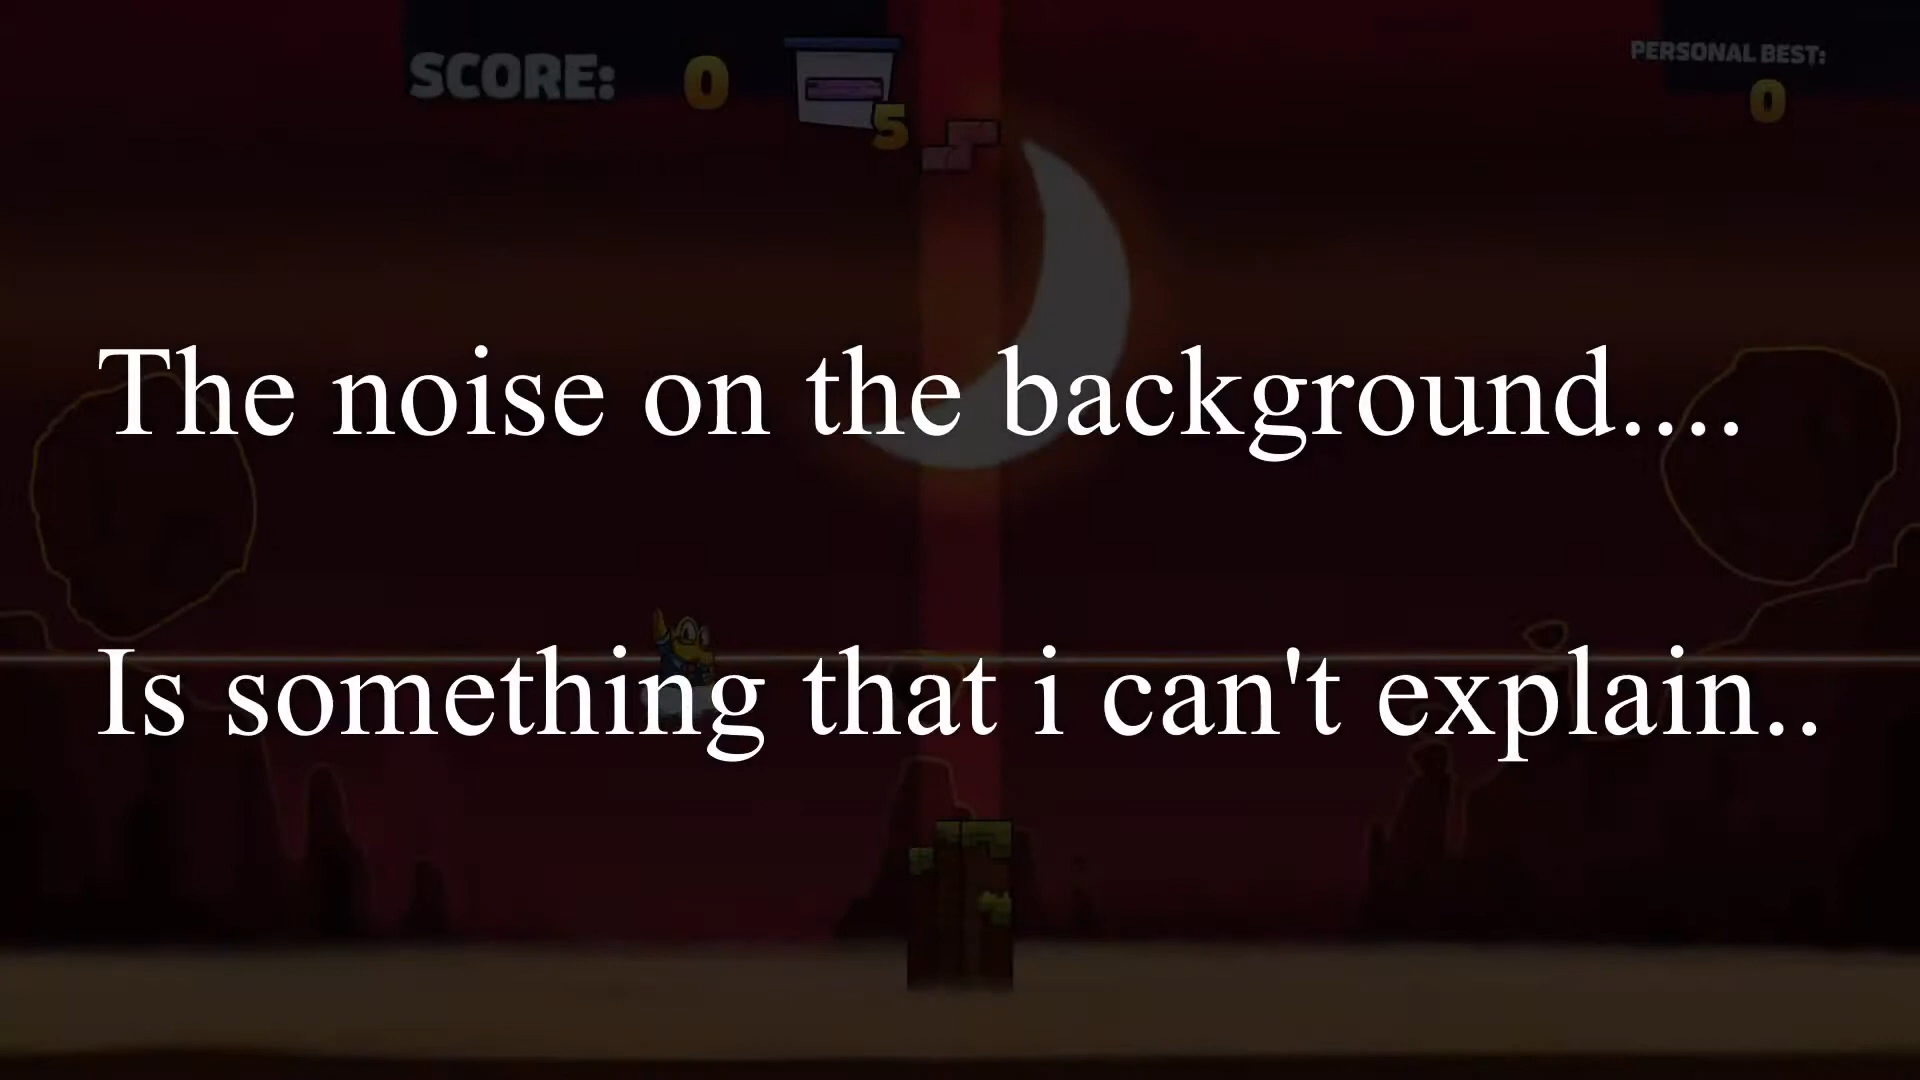 SCORE: 0
5
PERSONAL BEST:
0
The noise on the background....
Is something that i can't explain..